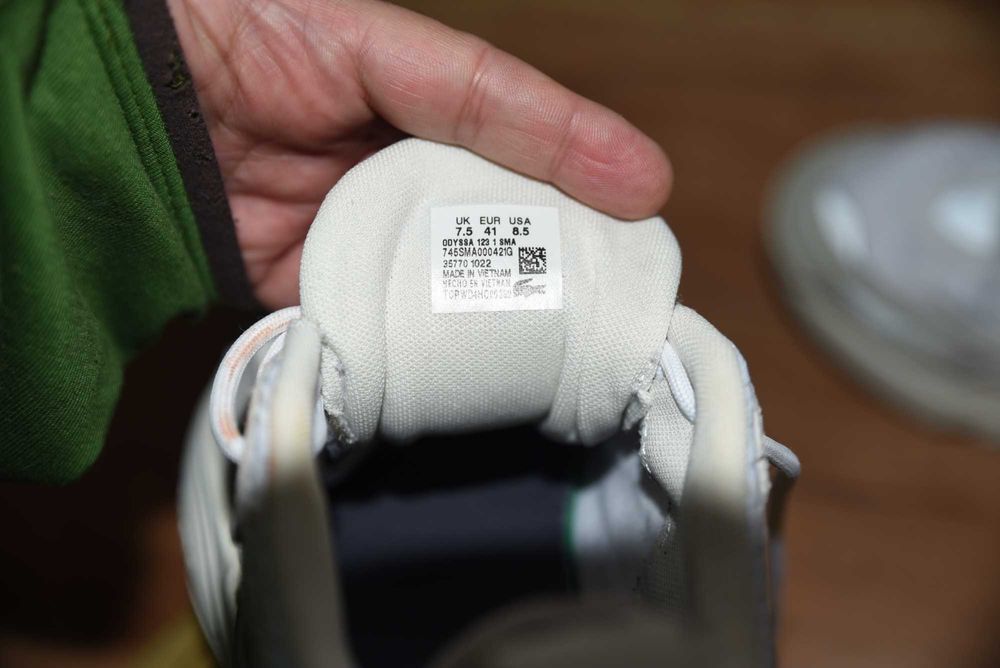 UK EUR USA
7.5 41 8.5
ODYSSA 123 1 SMA
745SMA000421G
35770 1022
MADE IN VIETNAM
HECHO EN VIETNAM